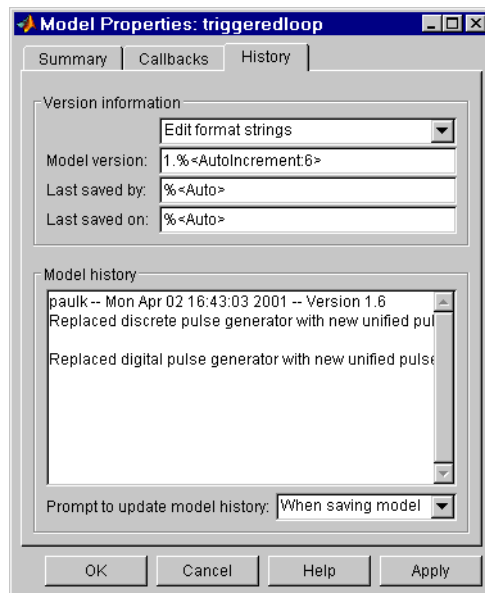 Model Properties: triggeredloop
Summary Callbacks History
Version information
Edit format strings
Model version: 1.%<AutoIncrement:6>
Last saved by: %<Auto>
Last saved on: %<Auto>
Model history
paulk -- Mon Apr 02 16:43:03 2001 -- Version 1.6
Replaced discrete pulse generator with new unified pul
Replaced digital pulse generator with new unified pulse
Prompt to update model history: When saving model
OK Cancel Help Apply